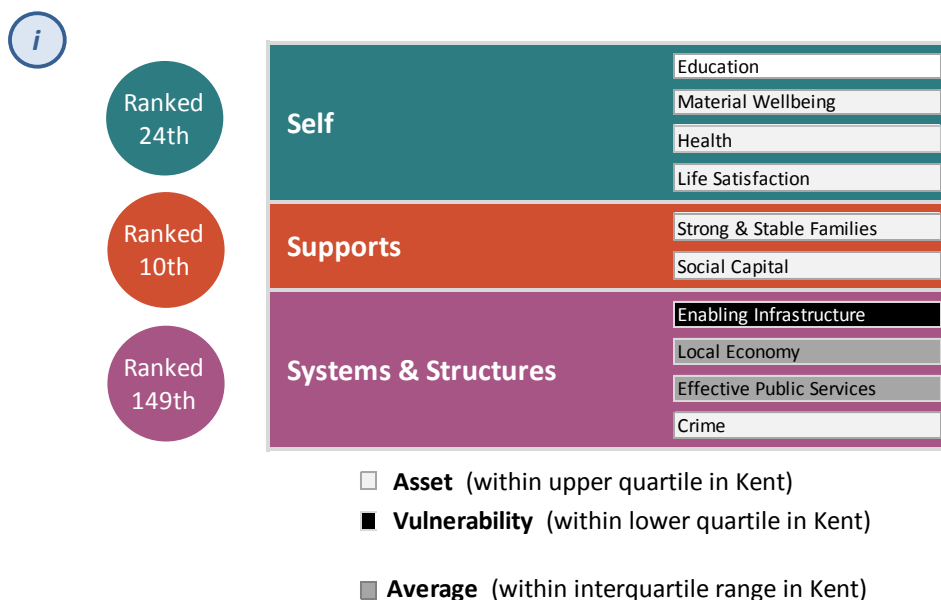 i
Ranked
24th
Self
Education
Material Wellbeing
Health
Life Satisfaction
Ranked
10th
Supports
Strong & Stable Families
Social Capital
Ranked
149th
Systems & Structures
Enabling Infrastructure
Local Economy
Effective Public Services
Crime
Asset (within upper quartile in Kent)
Vulnerability (within lower quartile in Kent)
Average (within interquartile range in Kent)